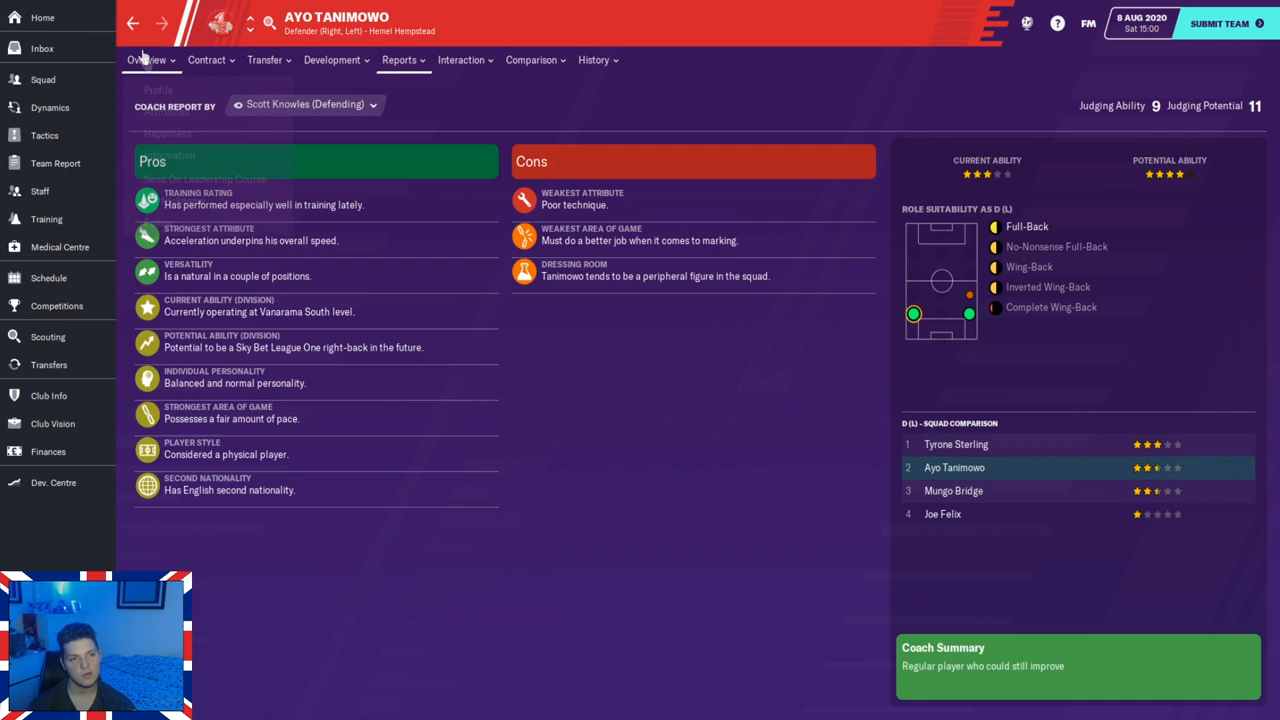 Home
AYO TANIMOWO
Defender (Right, Left) - Hemel Hempstead
FM
8 AUG 2020
Sat 15:00
SUBMIT TEAM
Inbox
Squad
Dynamics
Tactics
Team Report
Staff
Training
Medical Centre
Schedule
Competitions
Scouting
Transfers
Club Info
Club Vision
Finances
Dev. Centre
Overview
Contract
Transfer
Development
Reports
Interaction
Comparison
History
Profile
Attributes
Happiness
Information
Send On Leadership Course
COACH REPORT BY
Scott Knowles (Defending)
Judging Ability 9 Judging Potential 11
Pros
TRAINING RATING
Has performed especially well in training lately.
STRONGEST ATTRIBUTE
Acceleration underpins his overall speed.
VERSATILITY
Is a natural in a couple of positions.
CURRENT ABILITY (DIVISION)
Currently operating at Vanarama South level.
POTENTIAL ABILITY (DIVISION)
Potential to be a Sky Bet League One right-back in the future.
INDIVIDUAL PERSONALITY
Balanced and normal personality.
STRONGEST AREA OF GAME
Possesses a fair amount of pace.
PLAYER STYLE
Considered a physical player.
SECOND NATIONALITY
Has English second nationality.
Cons
WEAKEST ATTRIBUTE
Poor technique.
WEAKEST AREA OF GAME
Must do a better job when it comes to marking.
DRESSING ROOM
Tanimowo tends to be a peripheral figure in the squad.
CURRENT ABILITY
POTENTIAL ABILITY
ROLE SUITABILITY AS D (L)
Full-Back
No-Nonsense Full-Back
Wing-Back
Inverted Wing-Back
Complete Wing-Back
D (L) - SQUAD COMPARISON
1 Tyrone Sterling
2 Ayo Tanimowo
3 Mungo Bridge
4 Joe Felix
Coach Summary
Regular player who could still improve